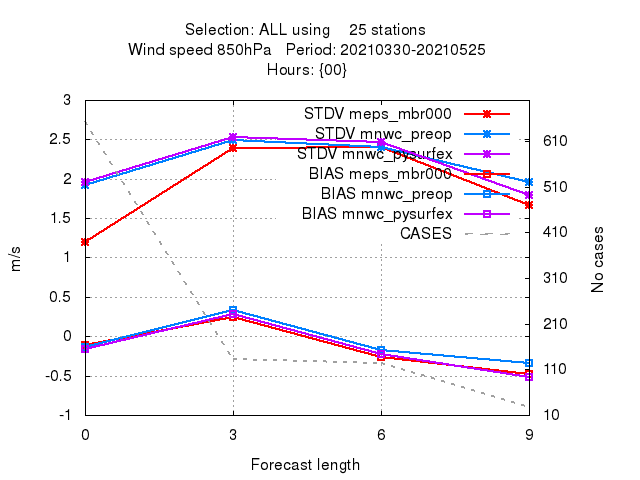 Selection: ALL using    25 stations
Wind speed 850hPa   Period: 20210330-20210525
Hours: {00}
STDV meps_mbr000
STDV mnwc_preop
STDV mnwc_pysurfex
BIAS meps_mbr000
BIAS mnwc_preop
BIAS mnwc_pysurfex
CASES
3
2.5
2
1.5
1
0.5
0
-0.5
-1
m/s
610
510
410
310
210
110
10
No cases
0 3 6 9
Forecast length